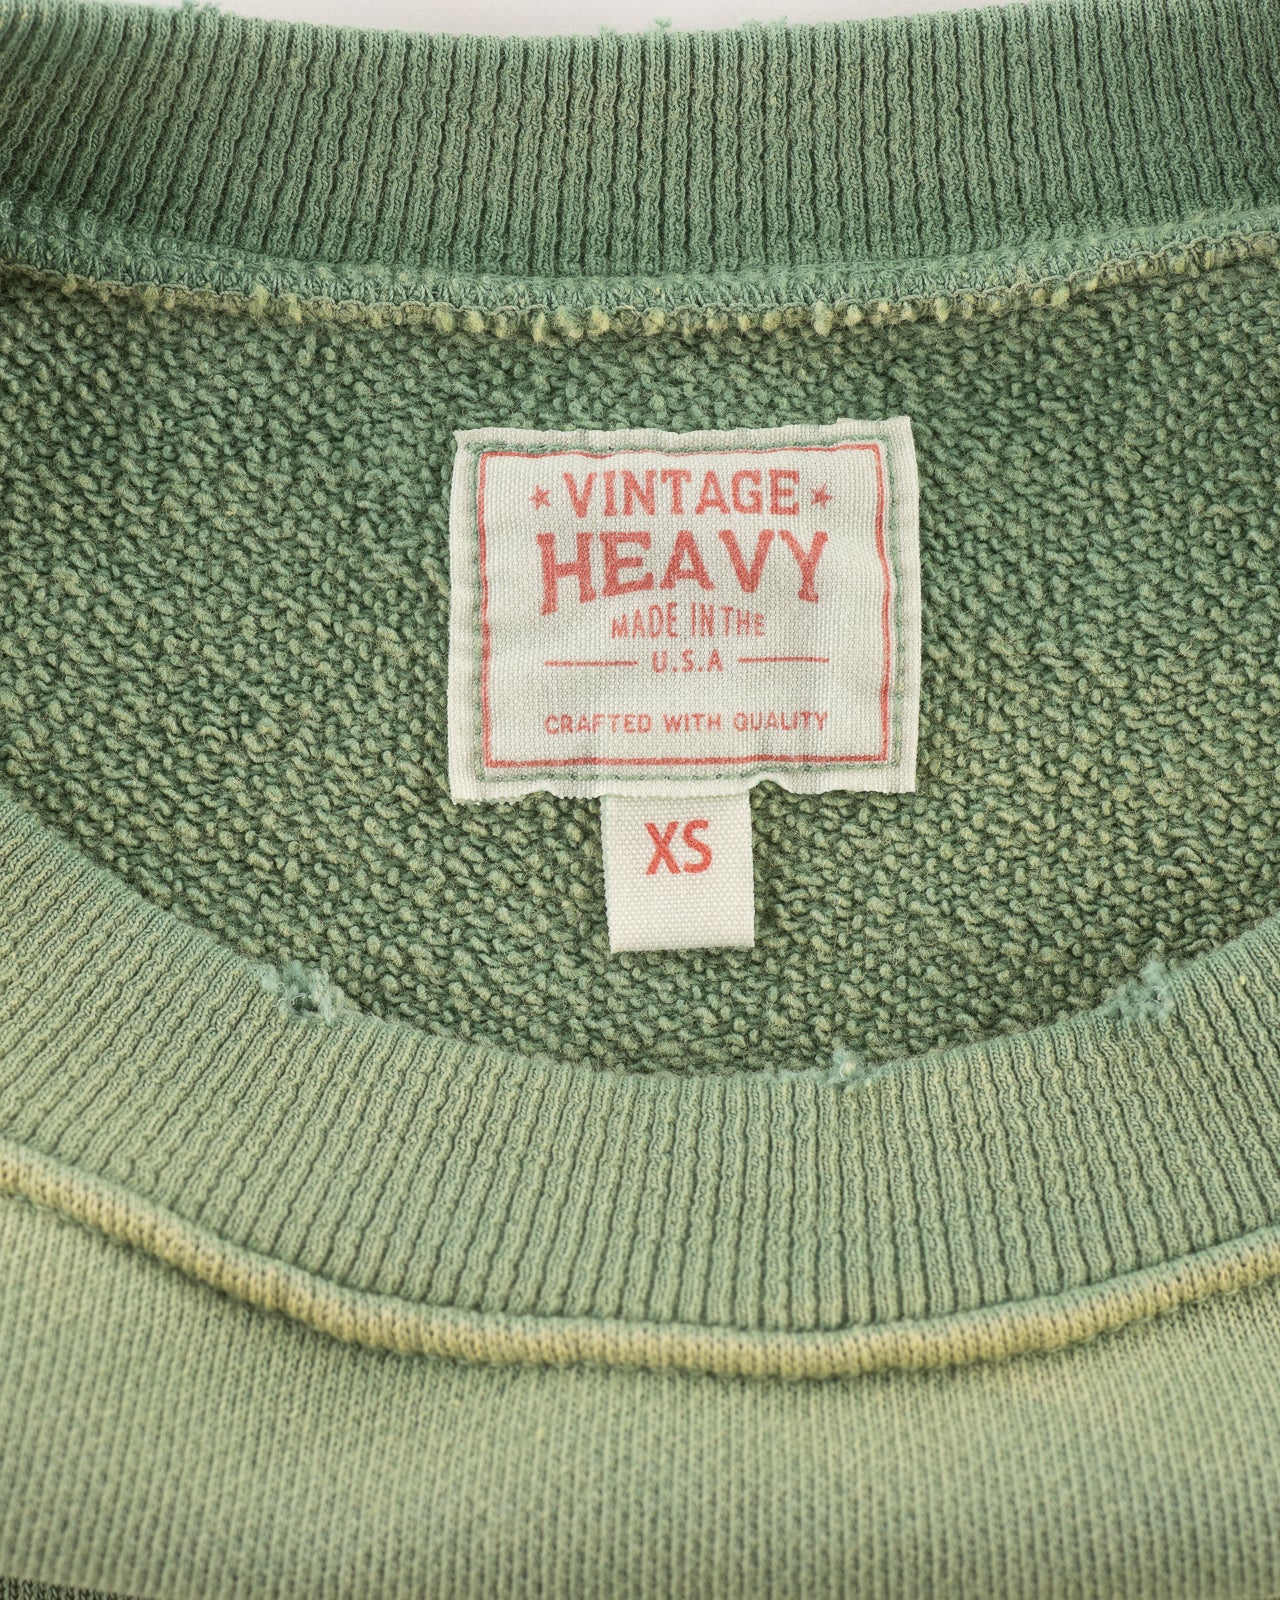 ★ VINTAGE ★
HEAVY
MADE IN THE
U.S.A
CRAFTED WITH QUALITY
XS